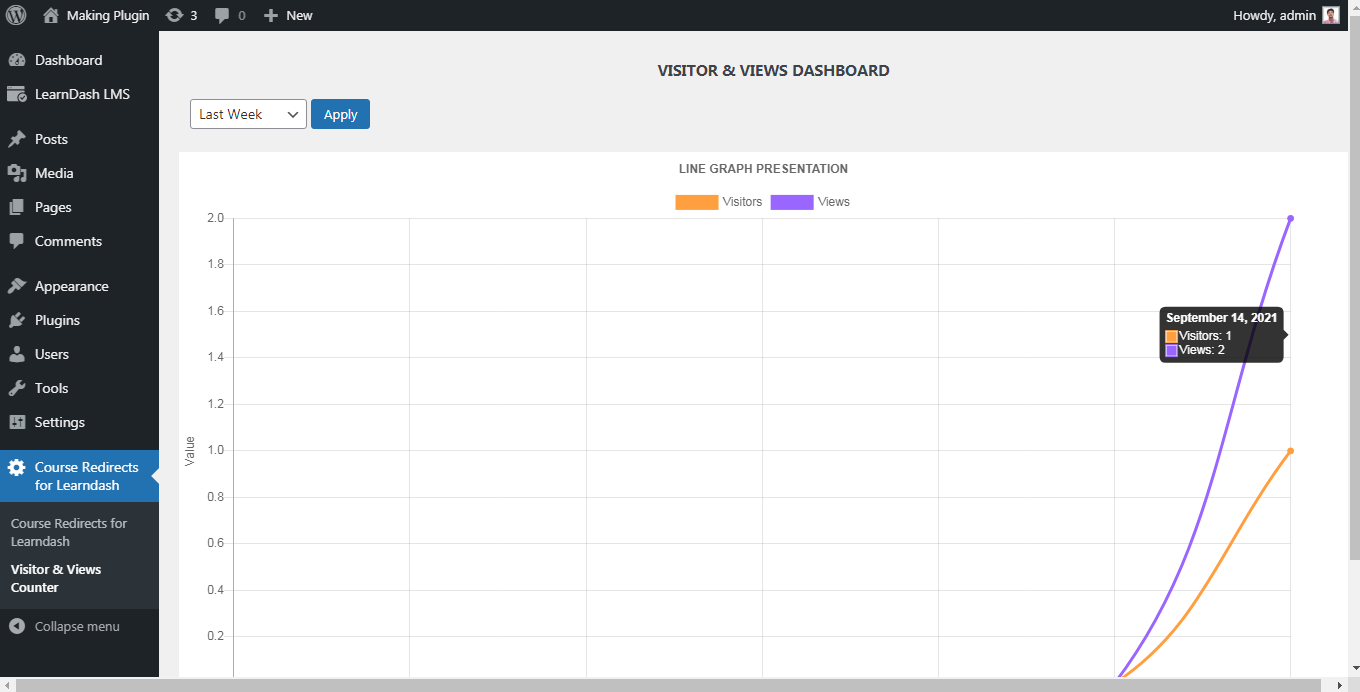 Making Plugin 3 0 New Howdy, admin
Dashboard
LearnDash LMS
Posts
Media
Pages
Comments
Appearance
Plugins
Users
Tools
Settings
Course Redirects
for Learndash
Course Redirects for
Learndash
Visitor & Views
Counter
Collapse menu
VISITOR & VIEWS DASHBOARD
Last Week Apply
LINE GRAPH PRESENTATION
Visitors Views
2.0
1.8
1.6
1.4
1.2
1.0
0.8
0.6
0.4
0.2
Value
September 14, 2021
Visitors: 1
Views: 2